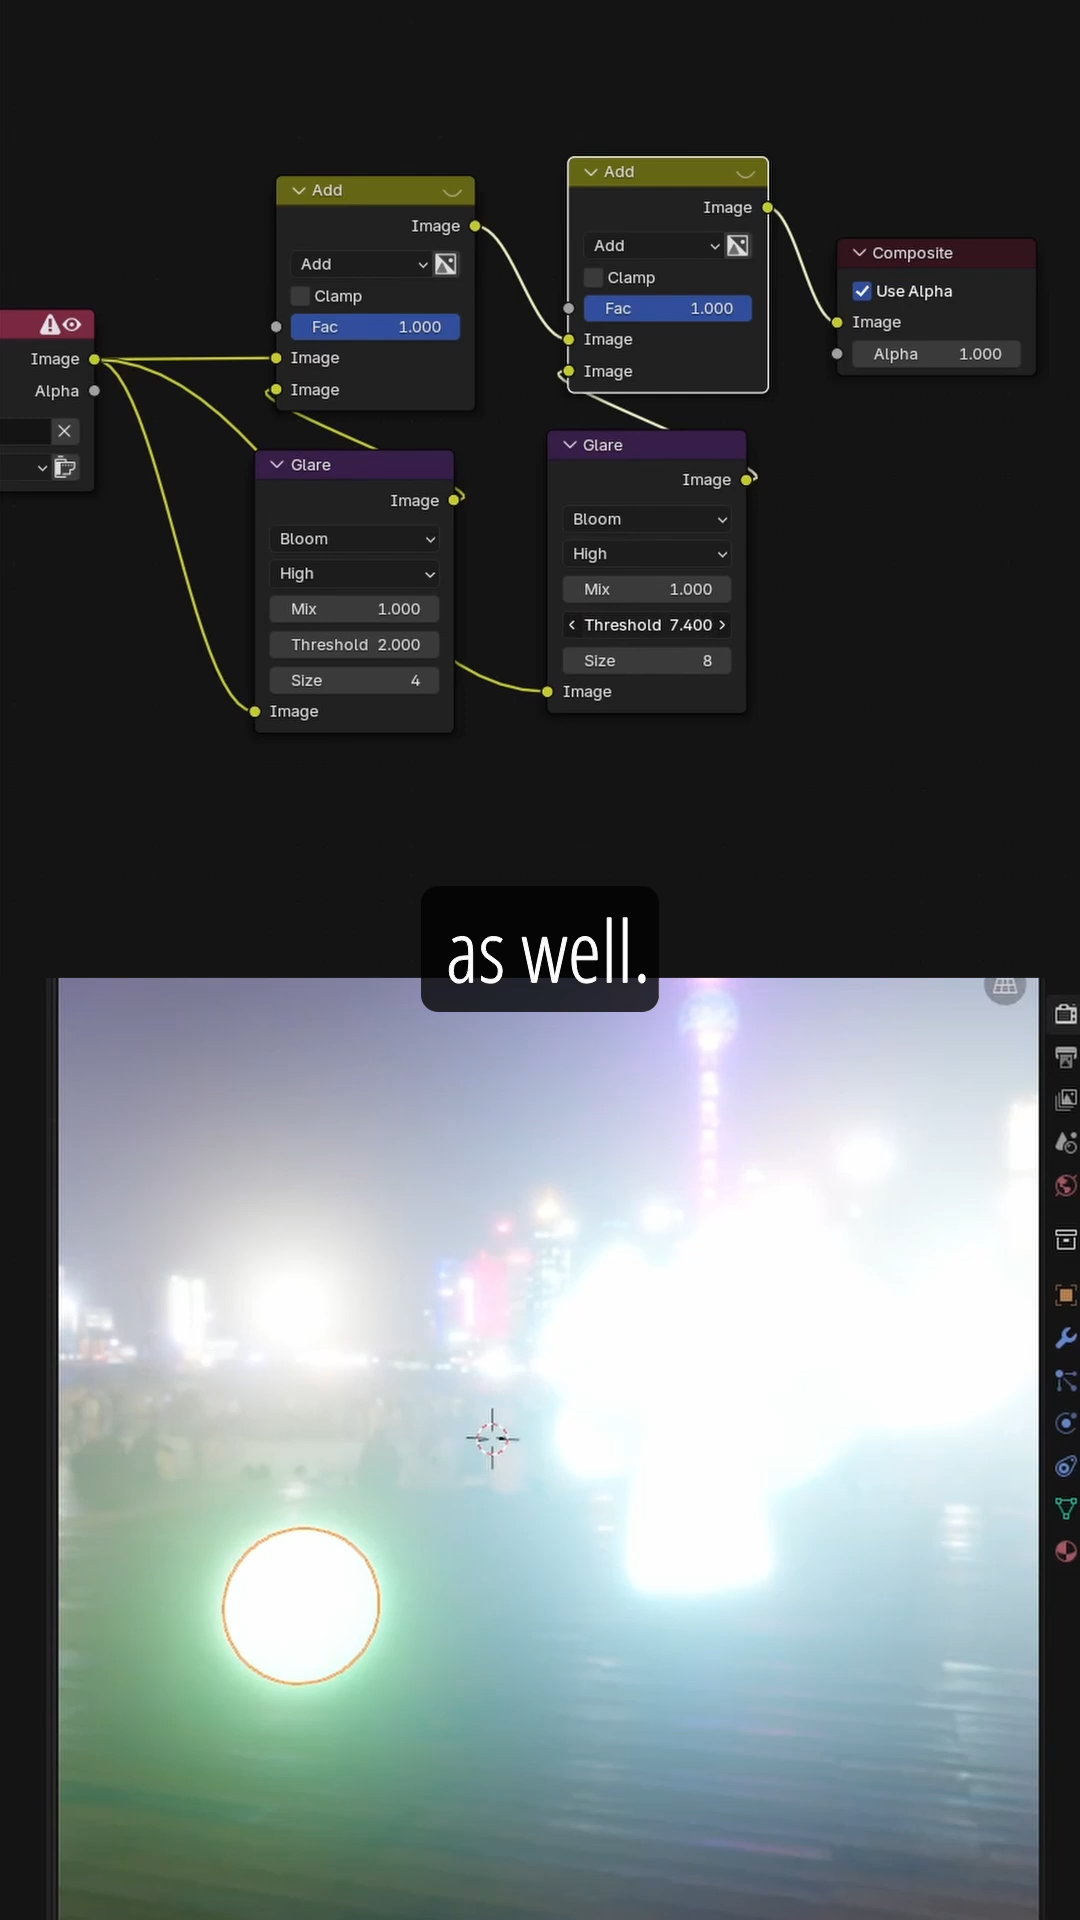 Add
Image
Add
Clamp
Fac 1.000
Image
Image
Add
Image
Add
Clamp
Fac 1.000
Image
Image
Composite
Use Alpha
Image
Alpha 1.000
Image
Alpha
Glare
Image
Bloom
High
Mix 1.000
Threshold 2.000
Size 4
Image
Glare
Image
Bloom
High
Mix 1.000
Threshold 7.400
Size 8
Image
as well.